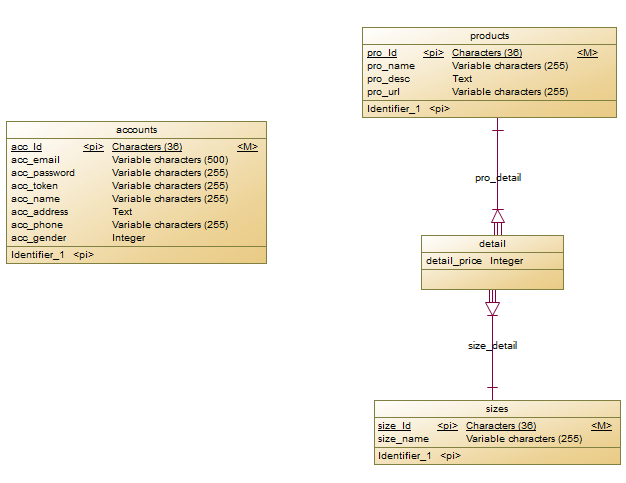 products
pro_Id <pi> Characters (36) <M>
pro_name Variable characters (255)
pro_desc Text
pro_url Variable characters (255)
Identifier_1 <pi>
accounts
acc_Id <pi> Characters (36) <M>
acc_email Variable characters (500)
acc_password Variable characters (255)
acc_token Variable characters (255)
acc_name Variable characters (255)
acc_address Text
acc_phone Variable characters (255)
acc_gender Integer
Identifier_1 <pi>
pro_detail
detail
detail_price Integer
size_detail
sizes
size_Id <pi> Characters (36) <M>
size_name Variable characters (255)
Identifier_1 <pi>